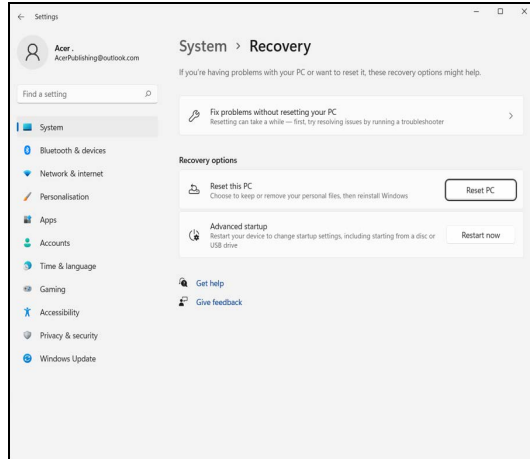 Settings
Acer .
AcerPublishing@outlook.com
Find a setting
System
Bluetooth & devices
Network & internet
Personalisation
Apps
Accounts
Time & language
Gaming
Accessibility
Privacy & security
Windows Update
System > Recovery
If you're having problems with your PC or want to reset it, these recovery options might help.
Fix problems without resetting your PC
Resetting can take a while — first, try resolving issues by running a troubleshooter
Recovery options
Reset this PC
Choose to keep or remove your personal files, then reinstall Windows
Reset PC
Advanced startup
Restart your device to change startup settings, including starting from a disc or
USB drive
Restart now
Get help
Give feedback